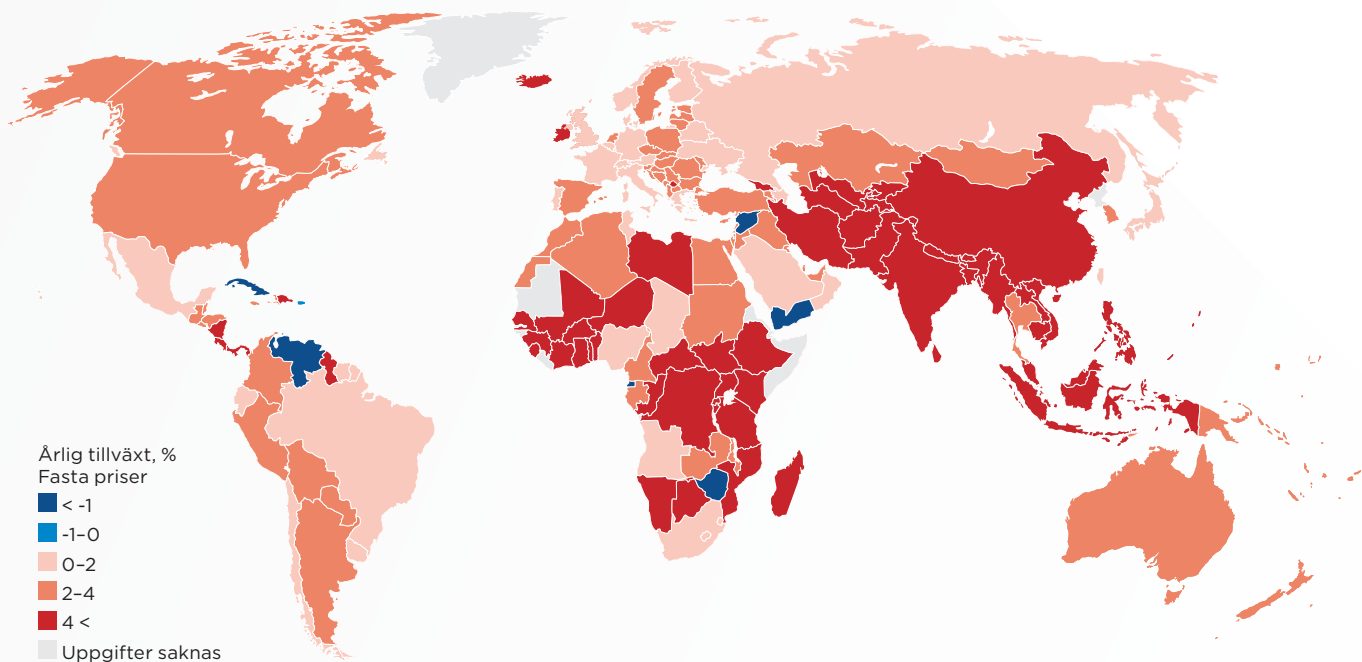 Årlig tillväxt, %
Fasta priser
< -1
-1–0
0–2
2–4
4 <
Uppgifter saknas